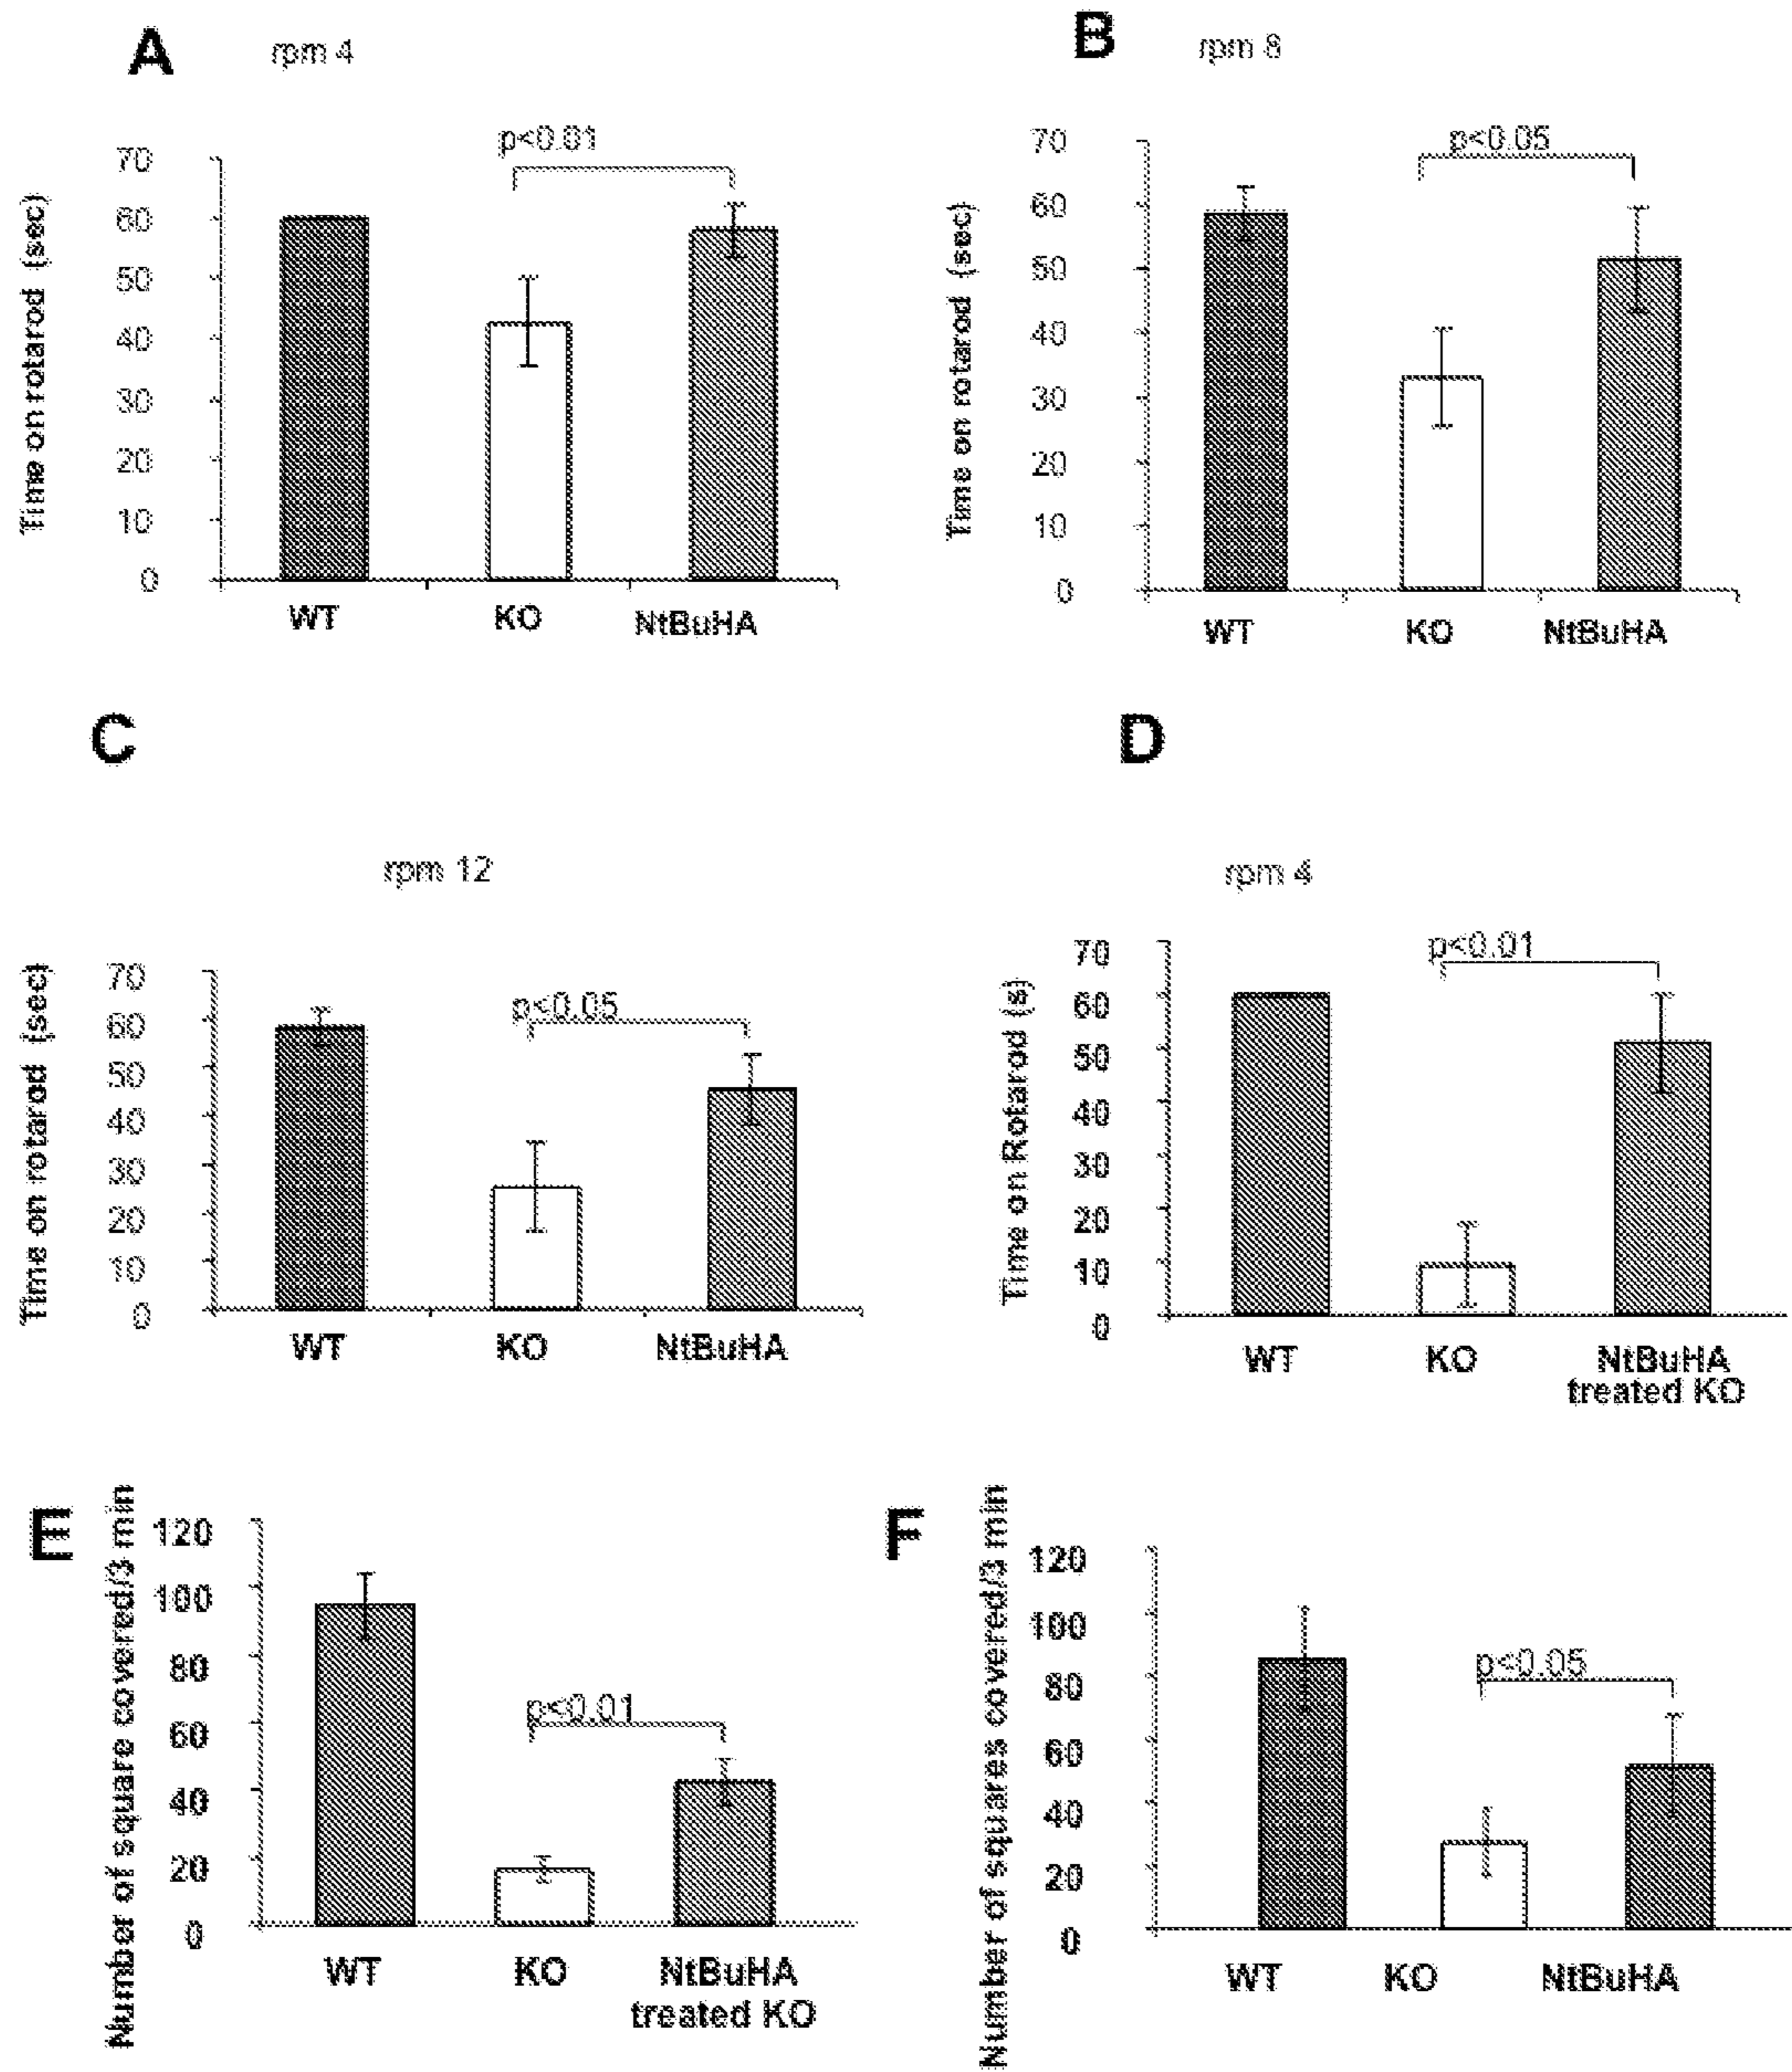 A
rpm 4
p<0.01
Time on rotarod (sec)
70
60
50
40
30
20
10
0
WT
KO
NtBuHA
B
rpm 8
p<0.05
Time on rotarod (sec)
70
60
50
40
30
20
10
0
WT
KO
NtBuHA
C
rpm 12
p<0.05
Time on rotarod (sec)
70
60
50
40
30
20
10
0
WT
KO
NtBuHA
D
rpm 4
p<0.01
Time on Rotarod (s)
70
60
50
40
30
20
10
0
WT
KO
NtBuHA
treated KO
E
p<0.01
Number of square covered/3 min
120
100
80
60
40
20
0
WT
KO
NtBuHA
treated KO
F
p<0.05
Number of squares covered/3 min
120
100
80
60
40
20
0
WT
KO
NtBuHA